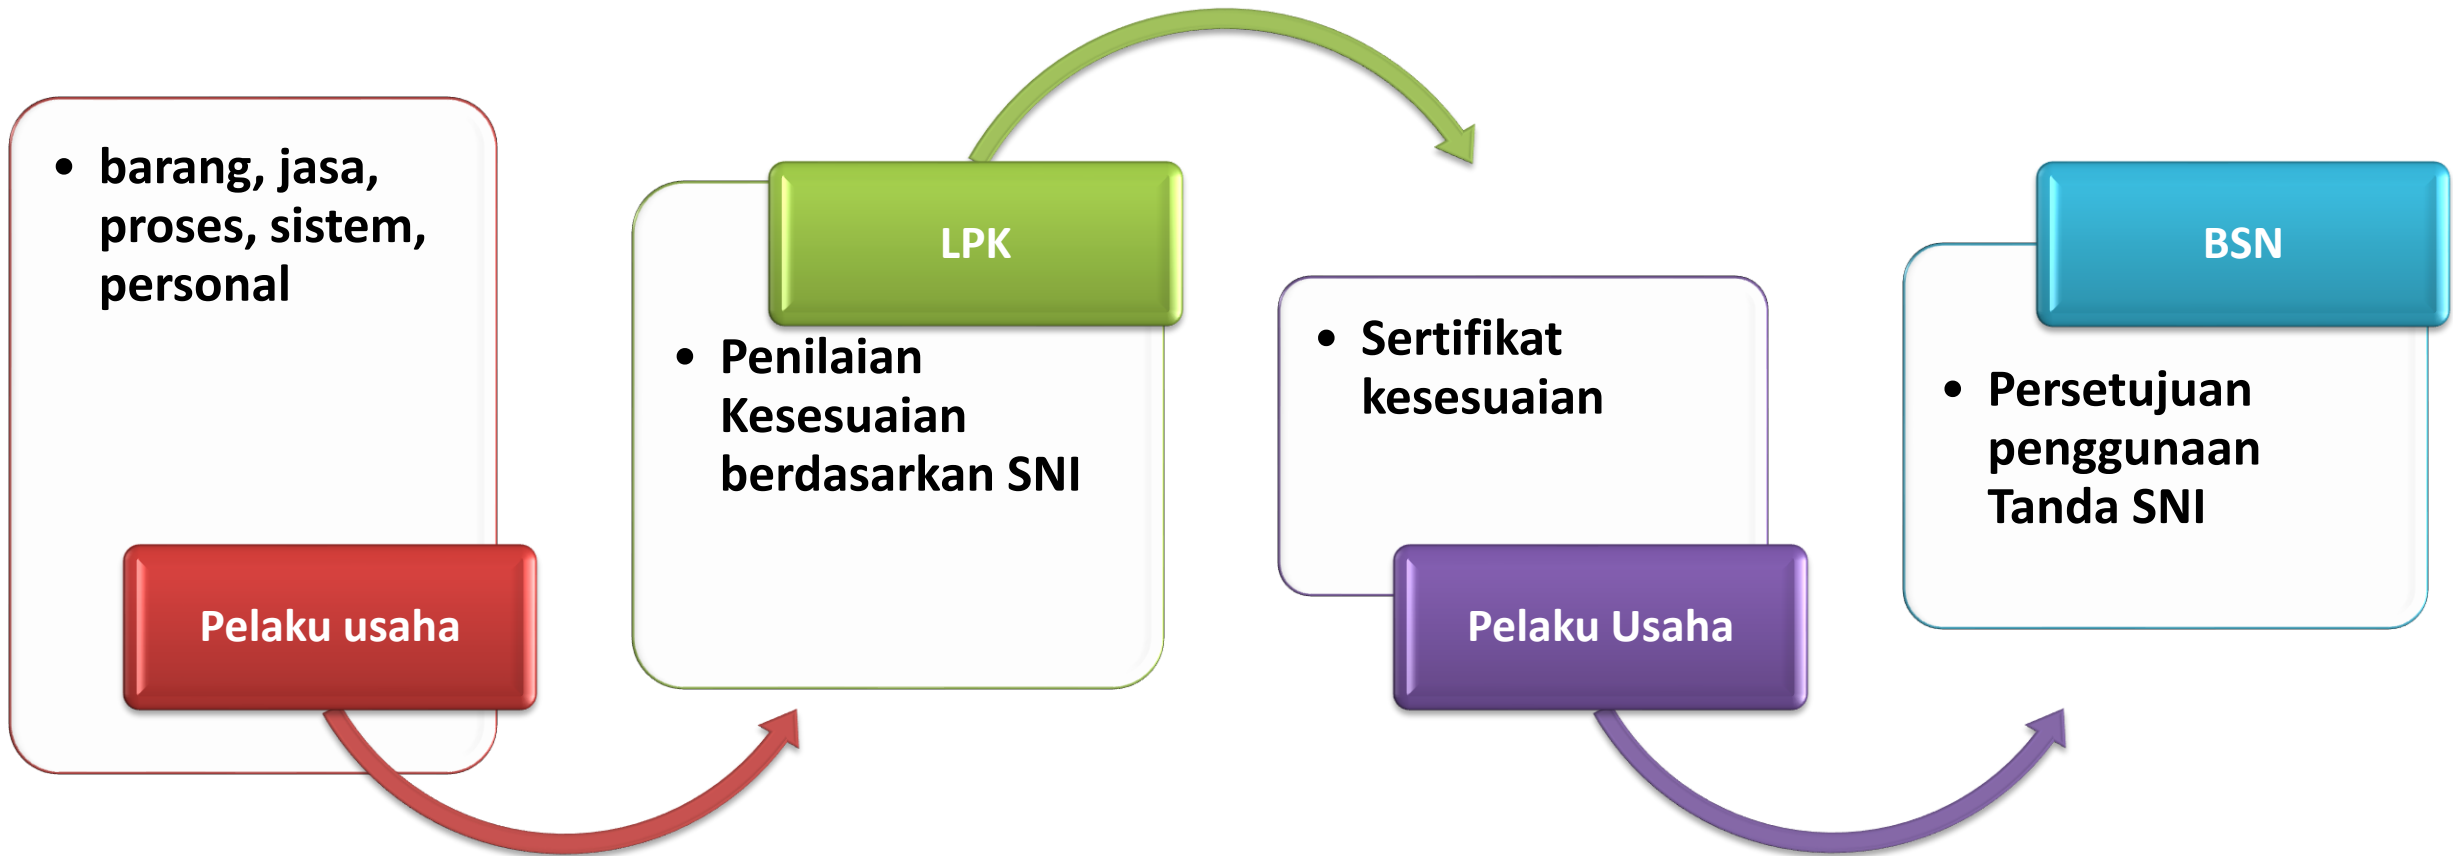 • barang, jasa,
proses, sistem,
personal
Pelaku usaha
LPK
• Penilaian
Kesesuaian
berdasarkan SNI
• Sertifikat
kesesuaian
Pelaku Usaha
BSN
• Persetujuan
penggunaan
Tanda SNI